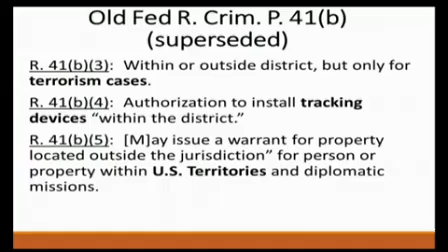 Old Fed R. Crim. P. 41(b)
(superseded)
R. 41(b)(3): Within or outside district, but only for
terrorism cases.
R. 41(b)(4): Authorization to install tracking
devices “within the district.”
R. 41(b)(5): [M]ay issue a warrant for property
located outside the jurisdiction” for person or
property within U.S. Territories and diplomatic
missions.